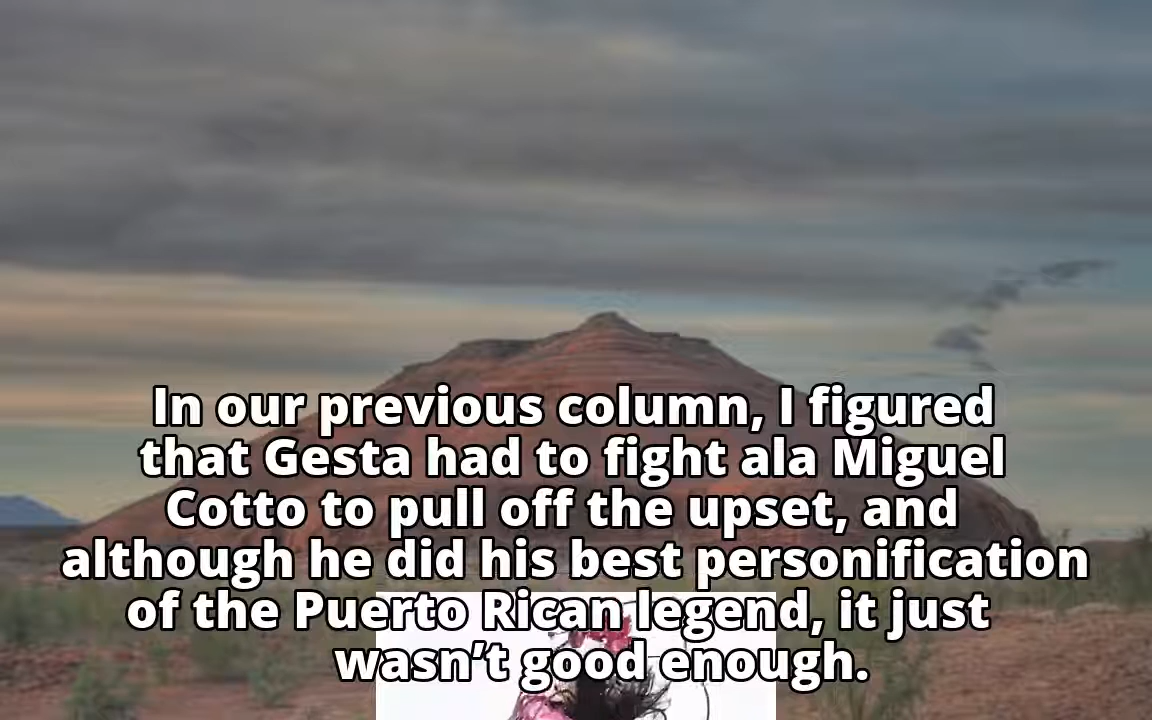 In our previous column, I figured
that Gesta had to fight ala Miguel
Cotto to pull off the upset, and
although he did his best personification
of the Puerto Rican legend, it just
wasn’t good enough.